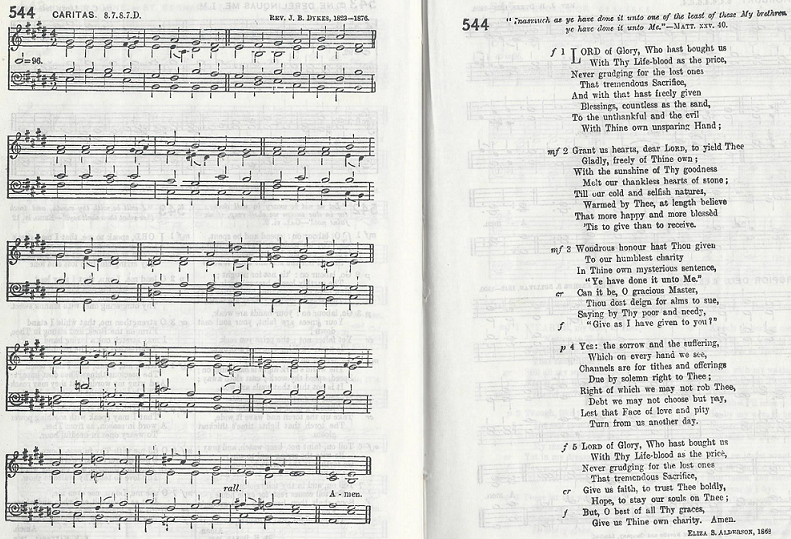 544 CARITAS. 8.7.8.7.D. REV. J. B. DYKES, 1823–1876.
=96.
rall.
A - men.
544 "Inasmuch as ye have done it unto one of the least of these My brethren
ye have done it unto Me."—MATT. xxv. 40.
f 1 LORD of Glory, Who hast bought us
With Thy Life-blood as the price,
Never grudging for the lost ones
That tremendous Sacrifice,
And with that hast freely given
Blessings, countless as the sand,
To the unthankful and the evil
With Thine own unsparing Hand;
mf 2 Grant us hearts, dear LORD, to yield Thee
Gladly, freely of Thine own;
With the sunshine of Thy goodness
Melt our thankless hearts of stone;
Till our cold and selfish natures,
Warmed by Thee, at length believe
That more happy and more blessèd
'Tis to give than to receive.
mf 3 Wondrous honour hast Thou given
To our humblest charity
In Thine own mysterious sentence,
"Ye have done it unto Me."
cr Can it be, O gracious Master,
Thou dost deign for alms to sue,
Saying by Thy poor and needy,
f "Give as I have given to you?"
p 4 Yes: the sorrow and the suffering,
Which on every hand we see,
Channels are for tithes and offerings
Due by solemn right to Thee;
Right of which we may not rob Thee,
Debt we may not choose but pay,
Lest that Face of love and pity
Turn from us another day.
f 5 LORD of Glory, Who hast bought us
With Thy Life-blood as the price,
Never grudging for the lost ones
That tremendous Sacrifice,
cr Give us faith, to trust Thee boldly,
Hope, to stay our souls on Thee;
f But, O best of all Thy graces,
Give us Thine own charity. Amen.
ELIZA S. ALDERSON, 1868